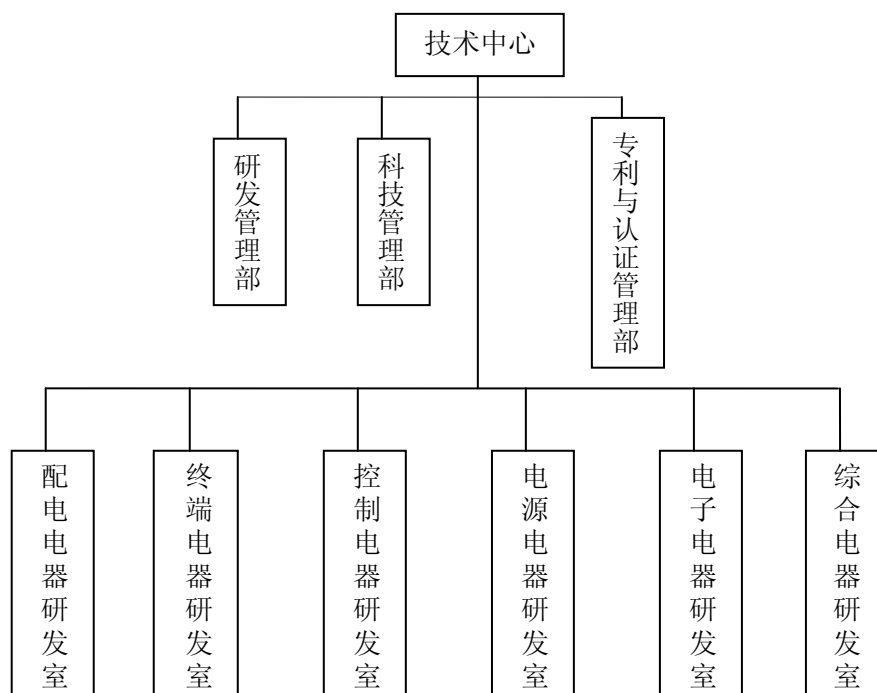 技术中心
研发管理部
科技管理部
专利与认证管理部
配电电器研发室
终端电器研发室
控制电器研发室
电源电器研发室
电子电器研发室
综合电器研发室